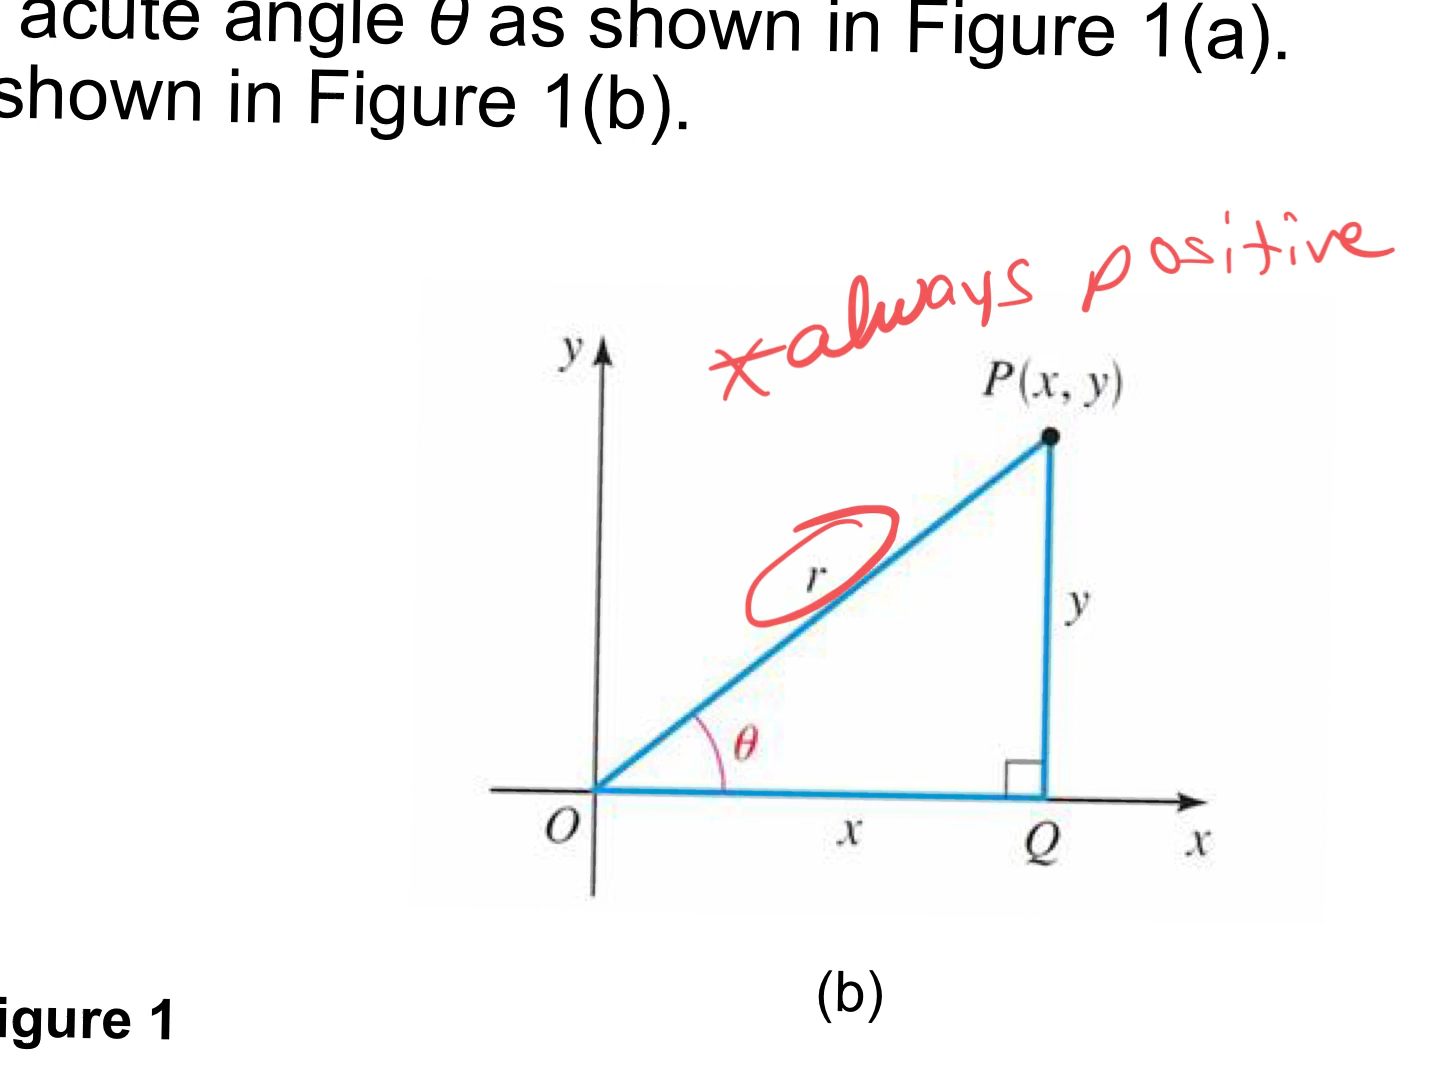 acute angle θ as shown in Figure 1(a).
shown in Figure 1(b).
*always positive
y
P(x, y)
r
y
θ
O
x
Q
x
(b)
igure 1